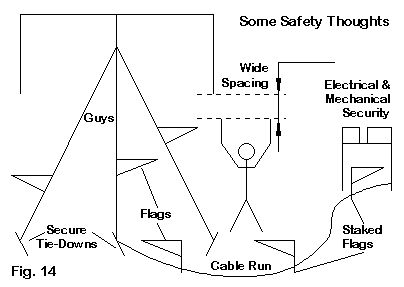 Some Safety Thoughts
Wide
Spacing
Electrical &
Mechanical
Security
Guys
Flags
Secure
Tie-Downs
Staked
Flags
Cable Run
Fig. 14